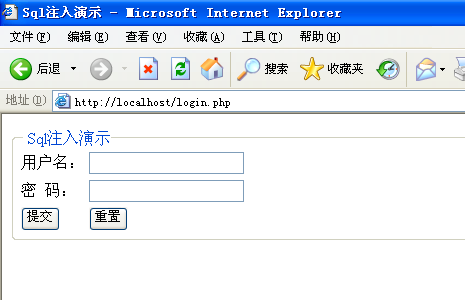 Sql注入演示 - Microsoft Internet Explorer
文件(F) 编辑(E) 查看(V) 收藏(A) 工具(T) 帮助(H)
后退 搜索 收藏夹
地址(D) http://localhost/login.php
Sql注入演示
用户名：
密 码：
提交 重置